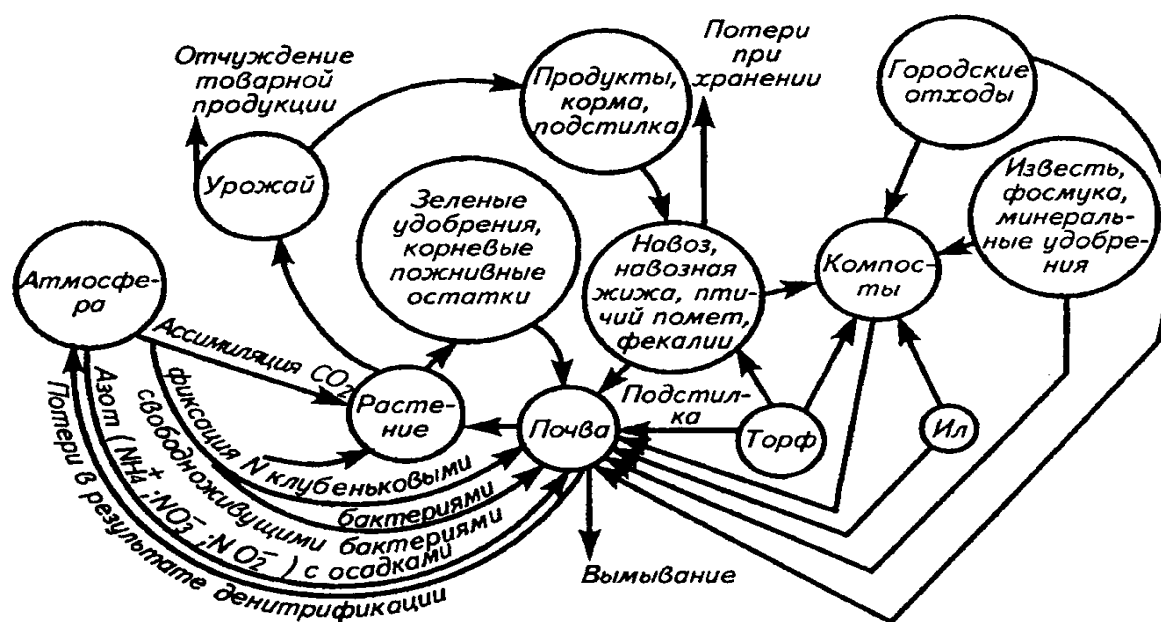 Отчуждение
товарной
продукции
Продукты,
корма,
подстилка
Потери
при
хранении
Городские
отходы
Урожай
Зеленые
удобрения,
корневые
пожнивные
остатки
Известь,
фосмука,
минераль-
ные удобре-
ния
Навоз,
навозная
жижа, пти-
чий помет,
фекалии
Компос-
ты
Атмосфе-
ра
Ассимиляция CO₂
Расте-
ние
Почва
Подстил-
ка
Торф
Ил
фиксация N клубеньковыми
бактериями
свободноживущими бактериями
Азот (NH₄⁺; NO₃⁻; NO₂⁻) с осадками
Потери в результате денитрификации
Вымывание